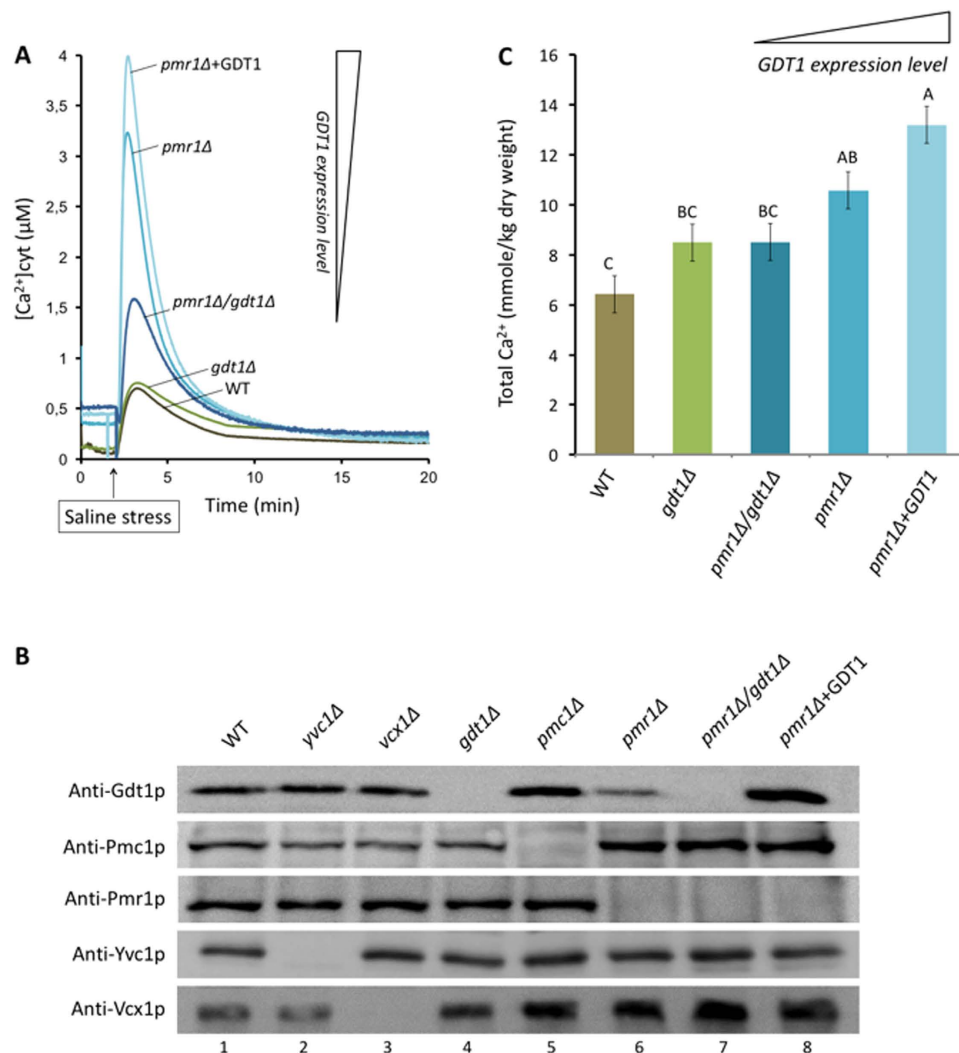 A
4
3,5
3
2,5
2
1,5
1
0,5
0
[Ca²⁺]cyt (µM)
pmr1Δ+GDT1
pmr1Δ
pmr1Δ/gdt1Δ
gdt1Δ
WT
GDT1 expression level
0 5 10 15 20
Time (min)
Saline stress
C
GDT1 expression level
16
14
12
10
8
6
4
2
0
Total Ca²⁺ (mmole/kg dry weight)
C BC BC AB A
WT gdt1Δ pmr1Δ/gdt1Δ pmr1Δ pmr1Δ+GDT1
B
WT yvc1Δ vcx1Δ gdt1Δ pmc1Δ pmr1Δ pmr1Δ/gdt1Δ pmr1Δ+GDT1
Anti-Gdt1p
Anti-Pmc1p
Anti-Pmr1p
Anti-Yvc1p
Anti-Vcx1p
1 2 3 4 5 6 7 8